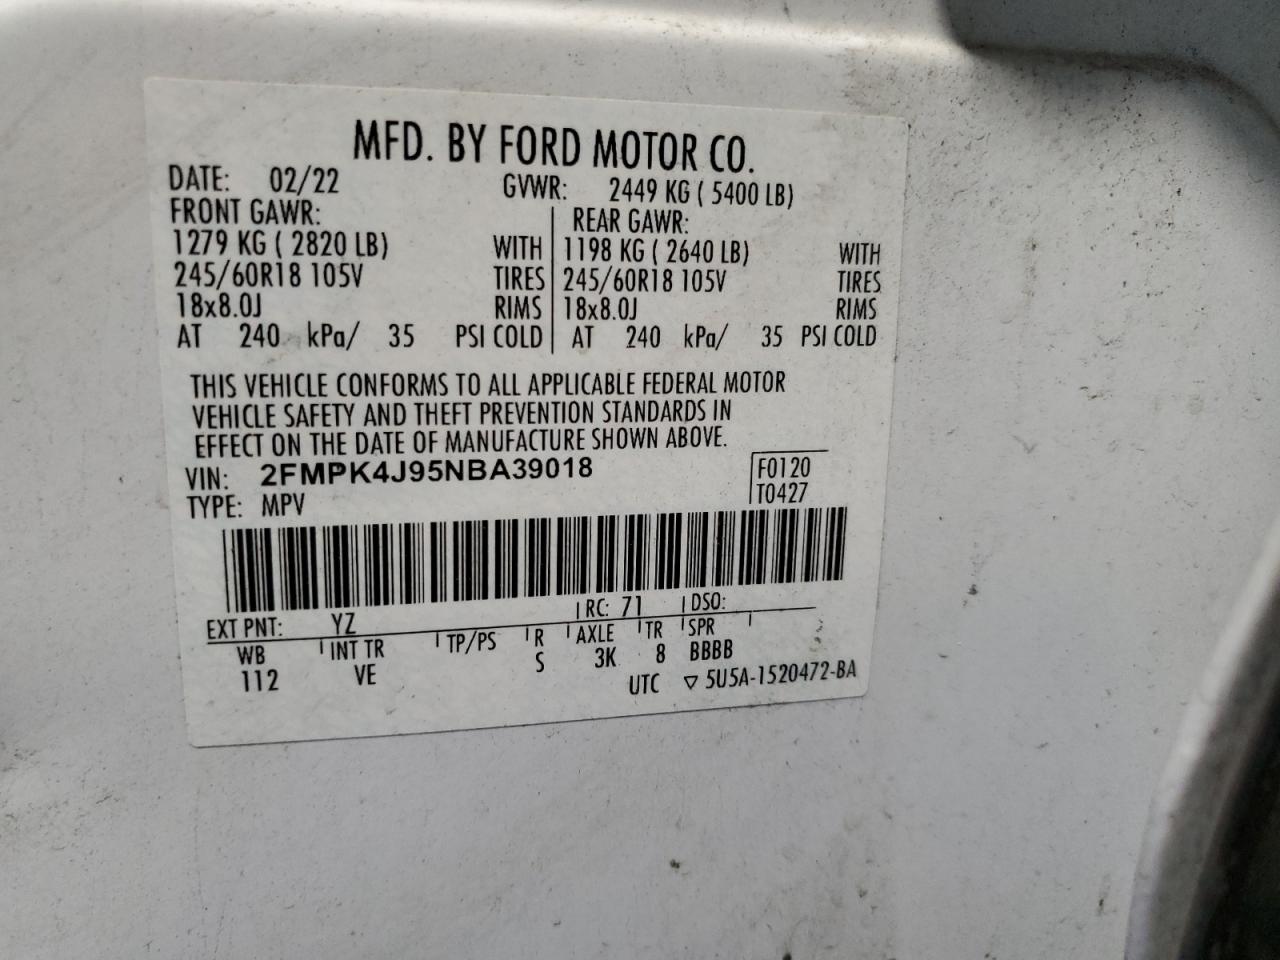 MFD. BY FORD MOTOR CO.
DATE: 02/22 GVWR: 2449 KG ( 5400 LB)
FRONT GAWR: REAR GAWR:
1279 KG ( 2820 LB) WITH 1198 KG ( 2640 LB) WITH
245/60R18 105V TIRES 245/60R18 105V TIRES
18x8.0J RIMS 18x8.0J RIMS
AT 240 kPa/ 35 PSI COLD AT 240 kPa/ 35 PSI COLD
THIS VEHICLE CONFORMS TO ALL APPLICABLE FEDERAL MOTOR
VEHICLE SAFETY AND THEFT PREVENTION STANDARDS IN
EFFECT ON THE DATE OF MANUFACTURE SHOWN ABOVE.
VIN: 2FMPK4J95NBA39018 F0120
TYPE: MPV T0427
EXT PNT: YZ RC: 71 DSO:
WB INT TR TP/PS R AXLE TR SPR
112 VE S 3K 8 BBBB
UTC ▽ 5U5A-1520472-BA